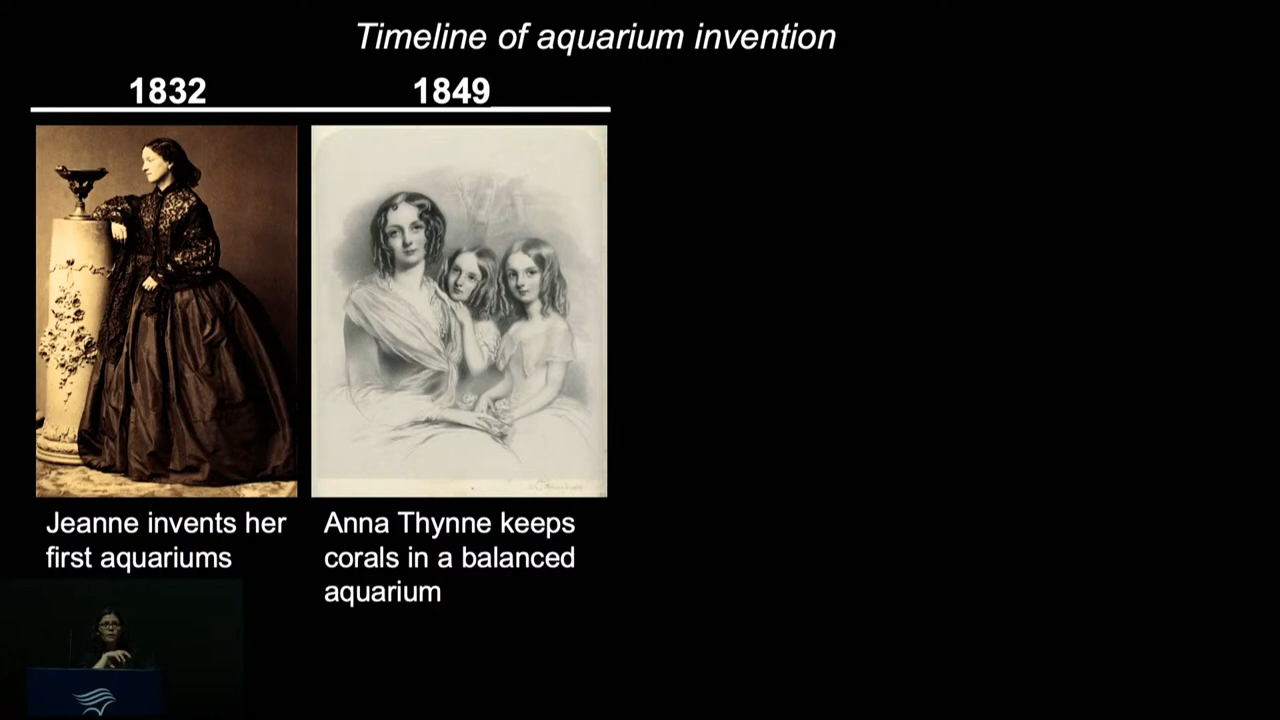 Timeline of aquarium invention
1832
1849
Jeanne invents her
first aquariums
Anna Thynne keeps
corals in a balanced
aquarium